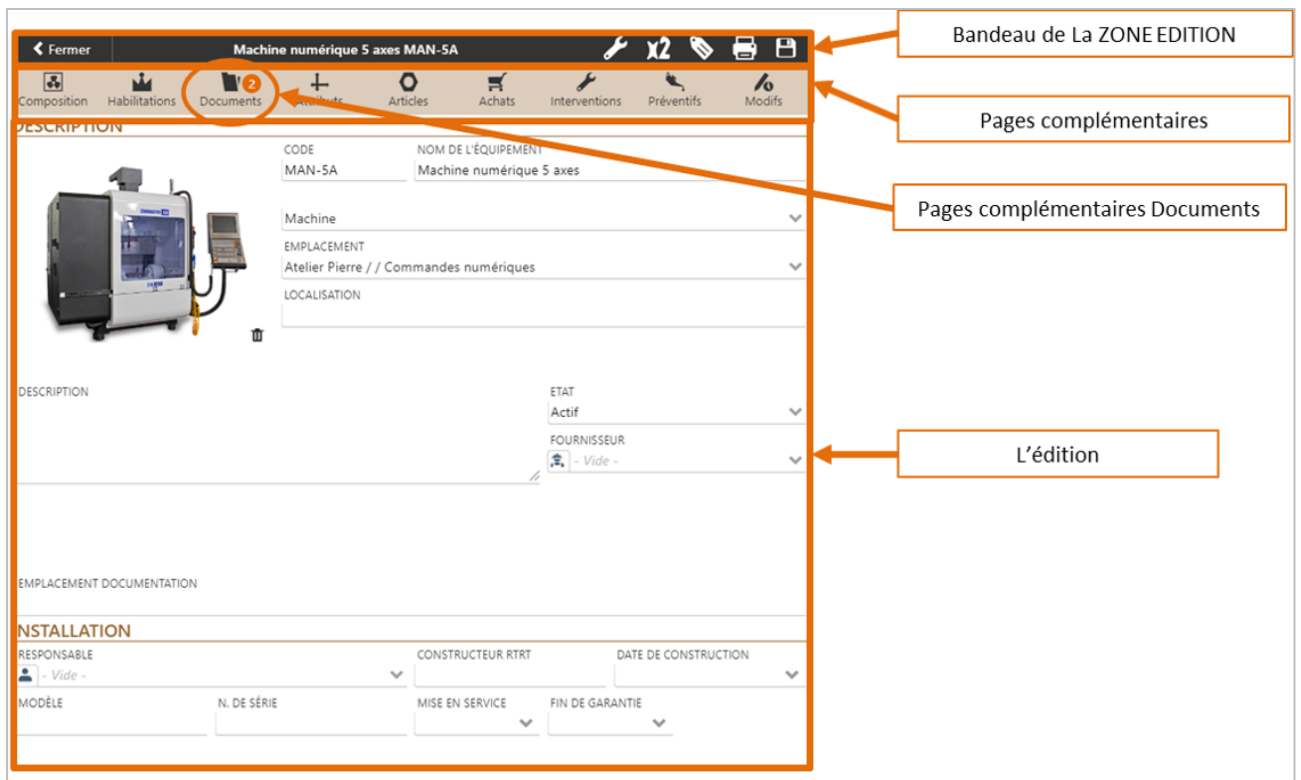 Fermer Machine numérique 5 axes MAN-5A x2
Bandeau de La ZONE EDITION
2
Composition Habilitations Documents Attributs Articles Achats Interventions Préventifs Modifs
Pages complémentaires
DESCRIPTION
CODE NOM DE L'ÉQUIPEMENT
MAN-5A Machine numérique 5 axes
Pages complémentaires Documents
Machine
EMPLACEMENT
Atelier Pierre / / Commandes numériques
LOCALISATION
DESCRIPTION ETAT
Actif
FOURNISSEUR
- Vide -
L'édition
EMPLACEMENT DOCUMENTATION
NSTALLATION
RESPONSABLE CONSTRUCTEUR RTRT DATE DE CONSTRUCTION
- Vide -
MODÈLE N. DE SÉRIE MISE EN SERVICE FIN DE GARANTIE